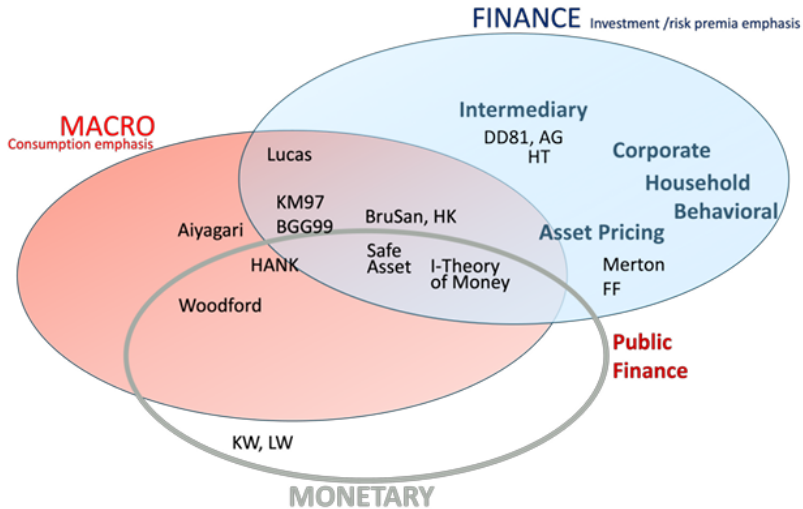 FINANCE Investment /risk premia emphasis
MACRO
Consumption emphasis
Intermediary
DD81, AG
HT
Corporate
Household
Behavioral
Lucas
KM97
BGG99
BruSan, HK
Aiyagari
Asset Pricing
Merton
FF
HANK
Safe
Asset
I-Theory
of Money
Woodford
Public
Finance
KW, LW
MONETARY